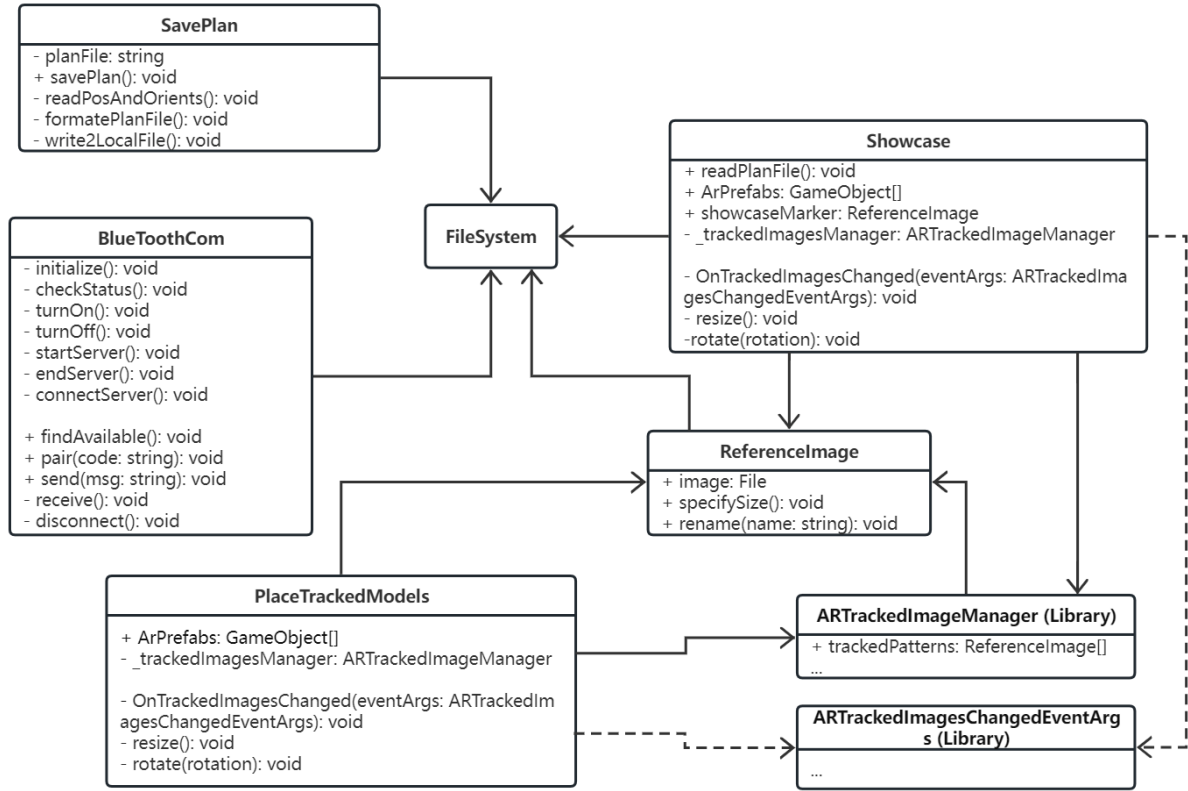 SavePlan
- planFile: string
+ savePlan(): void
- readPosAndOrients(): void
- formatePlanFile(): void
- write2LocalFile(): void
BlueToothCom
- initialize(): void
- checkStatus(): void
- turnOn(): void
- turnOff(): void
- startServer(): void
- endServer(): void
- connectServer(): void
+ findAvailable(): void
+ pair(code: string): void
+ send(msg: string): void
- receive(): void
- disconnect(): void
FileSystem
Showcase
+ readPlanFile(): void
+ ArPrefabs: GameObject[]
+ showcaseMarker: ReferenceImage
- _trackedImagesManager: ARTrackedImageManager
- OnTrackedImagesChanged(eventArgs: ARTrackedIma
gesChangedEventArgs): void
- resize(): void
-rotate(rotation): void
ReferenceImage
+ image: File
+ specifySize(): void
+ rename(name: string): void
PlaceTrackedModels
+ ArPrefabs: GameObject[]
- _trackedImagesManager: ARTrackedImageManager
- OnTrackedImagesChanged(eventArgs: ARTrackedIm
agesChangedEventArgs): void
- resize(): void
- rotate(rotation): void
ARTrackedImageManager (Library)
+ trackedPatterns: ReferenceImage[]
...
ARTrackedImagesChangedEventArg
s (Library)
...